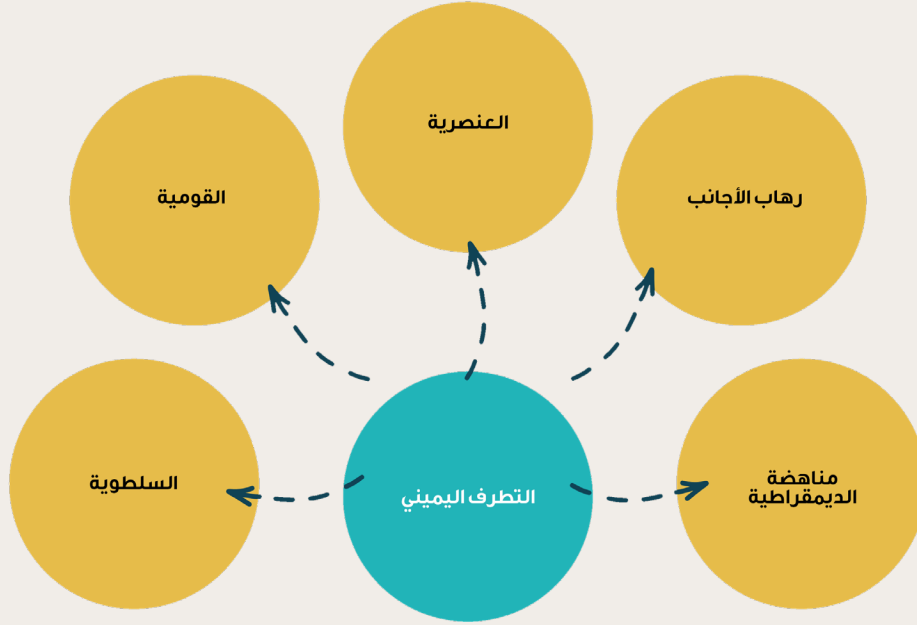 العنصرية
رهاب الأجانب
القومية
مناهضة
الديمقراطية
التطرف اليميني
السلطوية